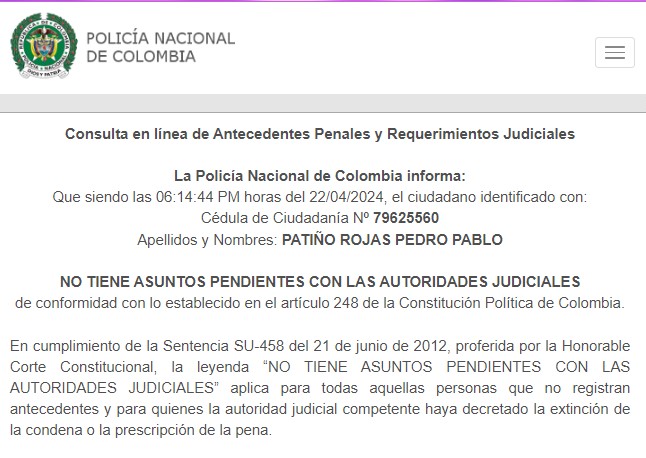 POLICÍA NACIONAL
DE COLOMBIA
Consulta en línea de Antecedentes Penales y Requerimientos Judiciales
La Policía Nacional de Colombia informa:
Que siendo las 06:14:44 PM horas del 22/04/2024, el ciudadano identificado con:
Cédula de Ciudadanía Nº 79625560
Apellidos y Nombres: PATIÑO ROJAS PEDRO PABLO
NO TIENE ASUNTOS PENDIENTES CON LAS AUTORIDADES JUDICIALES
de conformidad con lo establecido en el artículo 248 de la Constitución Política de Colombia.
En cumplimiento de la Sentencia SU-458 del 21 de junio de 2012, proferida por la Honorable
Corte Constitucional, la leyenda “NO TIENE ASUNTOS PENDIENTES CON LAS
AUTORIDADES JUDICIALES” aplica para todas aquellas personas que no registran
antecedentes y para quienes la autoridad judicial competente haya decretado la extinción de
la condena o la prescripción de la pena.